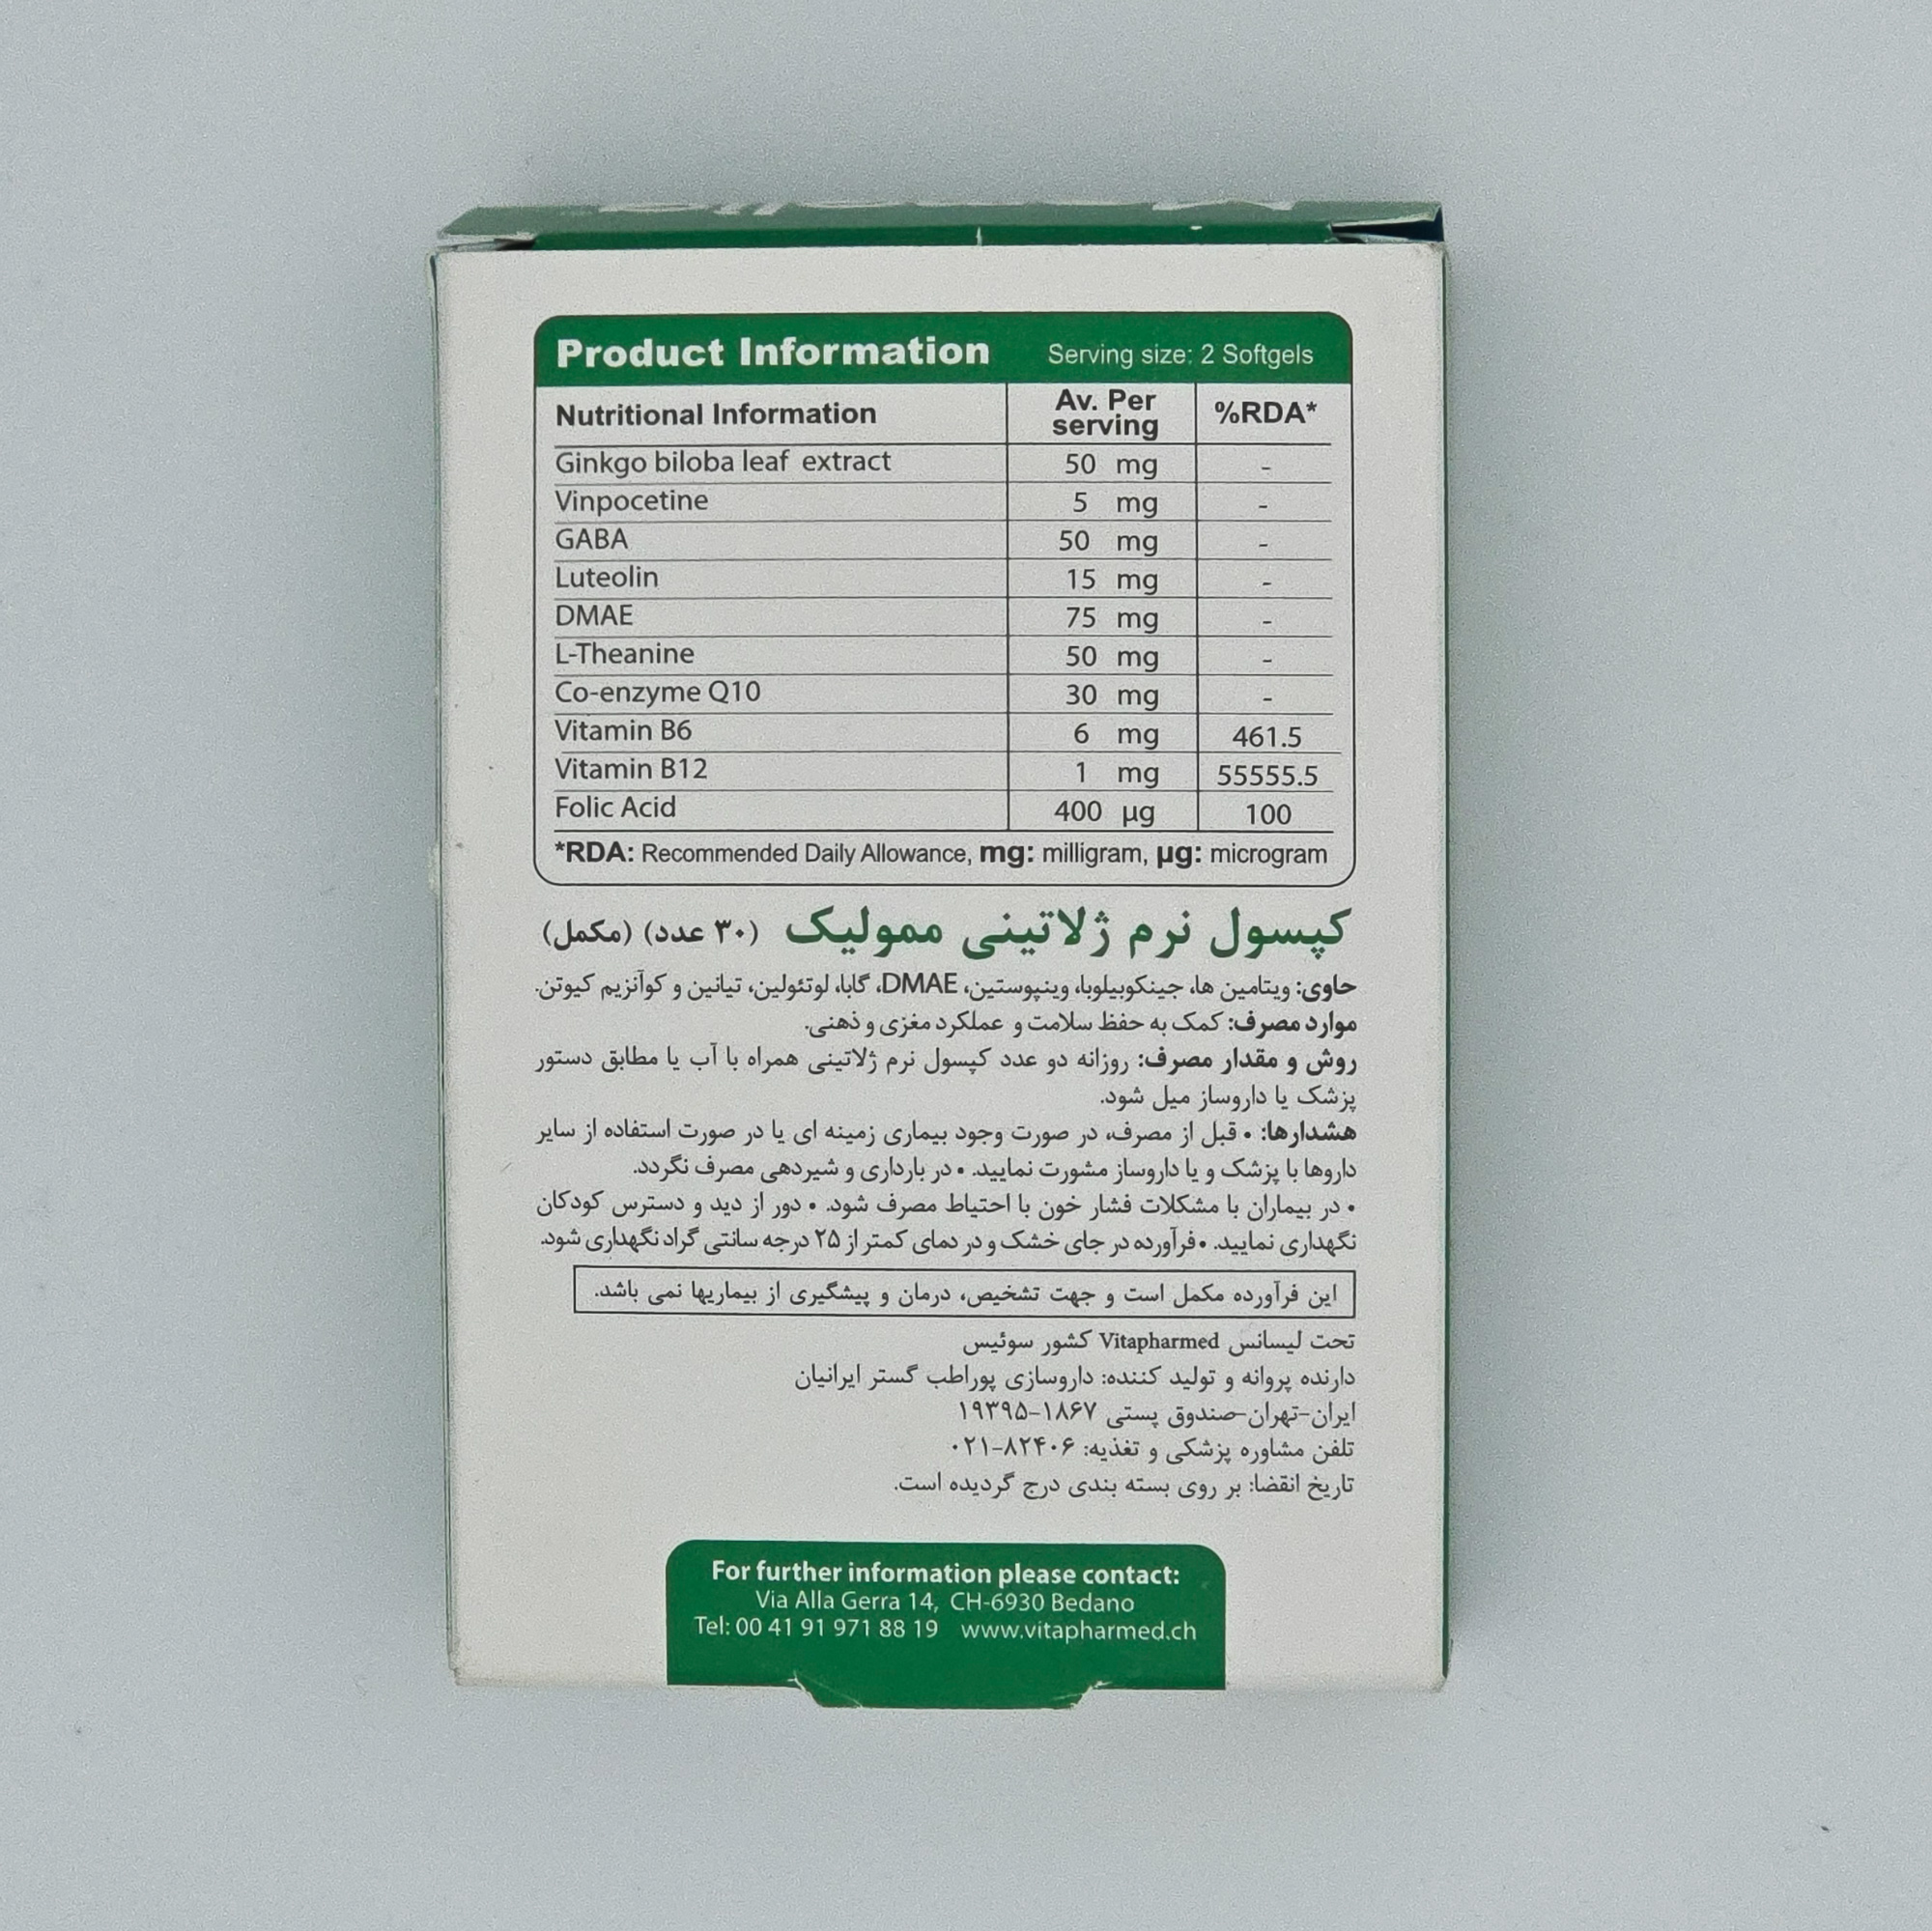 Product Information Serving size: 2 Softgels
Nutritional Information Av. Per serving %RDA*
Ginkgo biloba leaf extract 50 mg -
Vinpocetine 5 mg -
GABA 50 mg -
Luteolin 15 mg -
DMAE 75 mg -
L-Theanine 50 mg -
Co-enzyme Q10 30 mg -
Vitamin B6 6 mg 461.5
Vitamin B12 1 mg 55555.5
Folic Acid 400 µg 100
*RDA: Recommended Daily Allowance, mg: milligram, µg: microgram
کپسول نرم ژلاتینی ممولیک (۳۰ عدد) (مکمل)
حاوی: ویتامین ها، جینکوبیلوبا، وینپوستین، DMAE، گابا، لوتئولین، تیانین و کوآنزیم کیوتن.
موارد مصرف: کمک به حفظ سلامت و عملکرد مغزی و ذهنی.
روش و مقدار مصرف: روزانه دو عدد کپسول نرم ژلاتینی همراه با آب یا مطابق دستور
پزشک یا داروساز میل شود.
هشدارها: • قبل از مصرف، در صورت وجود بیماری زمینه ای یا در صورت استفاده از سایر
داروها با پزشک و یا داروساز مشورت نمایید. • در بارداری و شیردهی مصرف نگردد.
• در بیماران با مشکلات فشار خون با احتیاط مصرف شود. • دور از دید و دسترس کودکان
نگهداری نمایید. •فرآورده در جای خشک و در دمای کمتر از ۲۵ درجه سانتی گراد نگهداری شود.
این فرآورده مکمل است و جهت تشخیص، درمان و پیشگیری از بیماریها نمی باشد.
تحت لیسانس Vitapharmed کشور سوئیس
دارنده پروانه و تولید کننده: داروسازی پوراطب گستر ایرانیان
ایران-تهران-صندوق پستی ۱۸۶۷-۱۹۳۹۵
تلفن مشاوره پزشکی و تغذیه: ۸۲۴۰۶-۰۲۱
تاریخ انقضا: بر روی بسته بندی درج گردیده است.
For further information please contact:
Via Alla Gerra 14, CH-6930 Bedano
Tel: 00 41 91 971 88 19 www.vitapharmed.ch